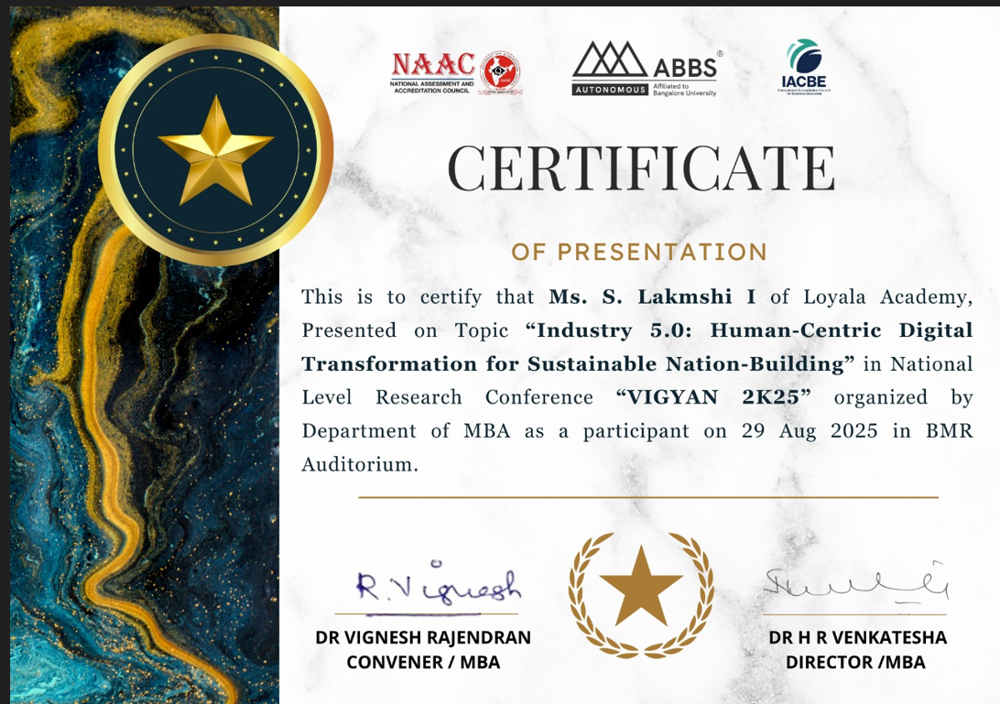 NAAC
NATIONAL ASSESSMENT AND
ACCREDITATION COUNCIL
ABBS®
AUTONOMOUS
Affiliated to
Bangalore University
IACBE
CERTIFICATE
OF PRESENTATION
This is to certify that Ms. S. Lakmshi I of Loyala Academy,
Presented on Topic “Industry 5.0: Human-Centric Digital
Transformation for Sustainable Nation-Building” in National
Level Research Conference “VIGYAN 2K25” organized by
Department of MBA as a participant on 29 Aug 2025 in BMR
Auditorium.
R. Vignesh
DR VIGNESH RAJENDRAN
CONVENER / MBA
DR H R VENKATESHA
DIRECTOR /MBA